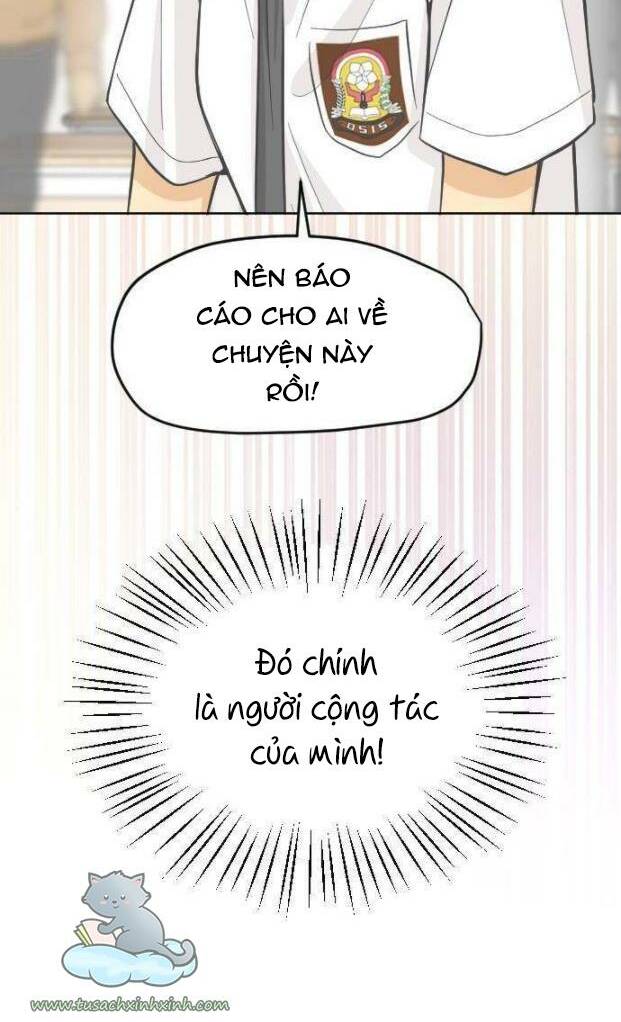 OSIS
NÊN BÁO
CÁO CHO AI VỀ
CHUYỆN NÀY
RỒI!
Đó chính
là người cộng tác
của mình!
www.tusachxinhxinh.com